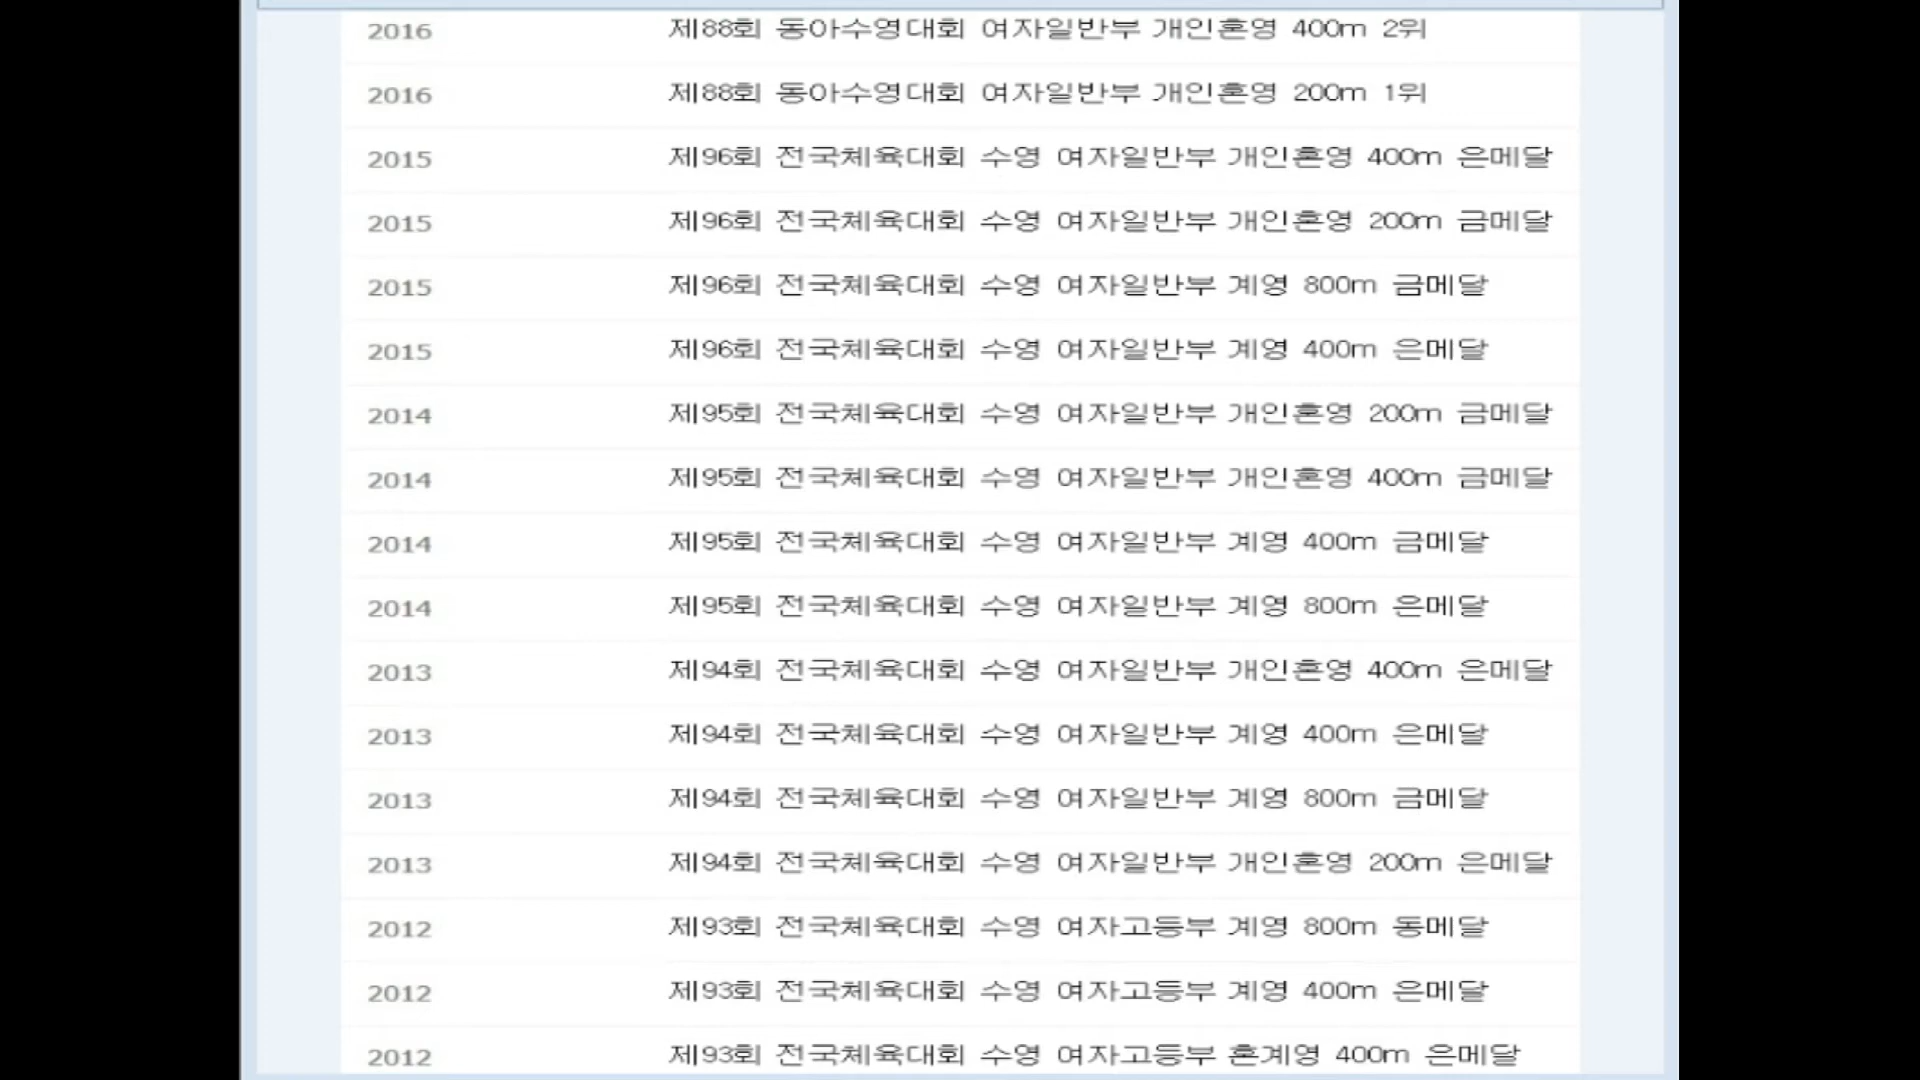 2016 제88회 동아수영대회 여자일반부 개인혼영 400m 2위
2016 제88회 동아수영대회 여자일반부 개인혼영 200m 1위
2015 제96회 전국체육대회 수영 여자일반부 개인혼영 400m 은메달
2015 제96회 전국체육대회 수영 여자일반부 개인혼영 200m 금메달
2015 제96회 전국체육대회 수영 여자일반부 계영 800m 금메달
2015 제96회 전국체육대회 수영 여자일반부 계영 400m 은메달
2014 제95회 전국체육대회 수영 여자일반부 개인혼영 200m 금메달
2014 제95회 전국체육대회 수영 여자일반부 개인혼영 400m 금메달
2014 제95회 전국체육대회 수영 여자일반부 계영 400m 금메달
2014 제95회 전국체육대회 수영 여자일반부 계영 800m 은메달
2013 제94회 전국체육대회 수영 여자일반부 개인혼영 400m 은메달
2013 제94회 전국체육대회 수영 여자일반부 계영 400m 은메달
2013 제94회 전국체육대회 수영 여자일반부 계영 800m 금메달
2013 제94회 전국체육대회 수영 여자일반부 개인혼영 200m 은메달
2012 제93회 전국체육대회 수영 여자고등부 계영 800m 동메달
2012 제93회 전국체육대회 수영 여자고등부 계영 400m 은메달
2012 제93회 전국체육대회 수영 여자고등부 혼계영 400m 은메달